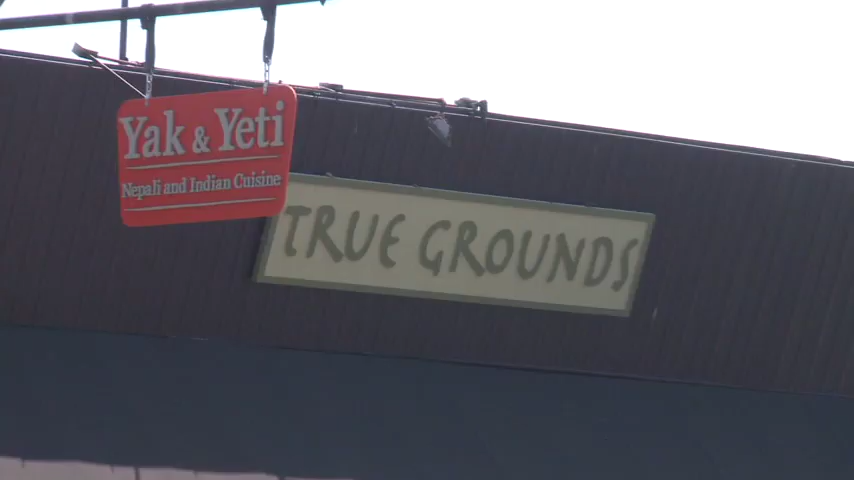 Yak & Yeti
Nepali and Indian Cuisine
TRUE GROUNDS